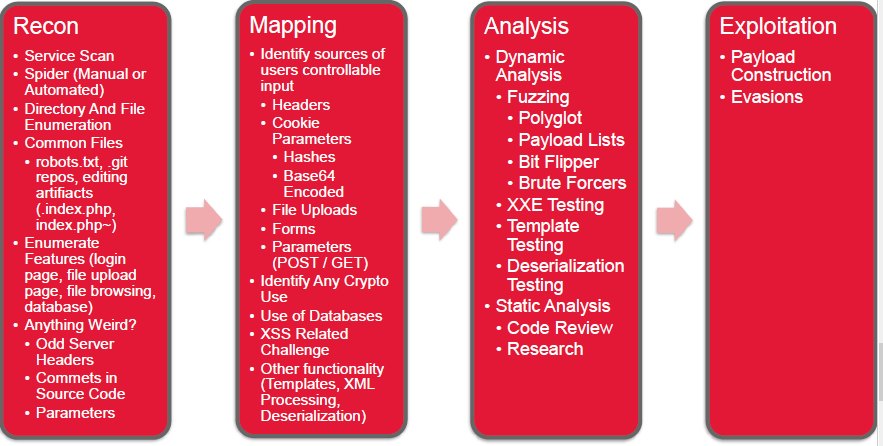 Recon
• Service Scan
• Spider (Manual or
Automated)
• Directory And File
Enumeration
• Common Files
• robots.txt, .git
repos, editing
artifiacts
(.index.php,
index.php~)
• Enumerate
Features (login
page, file upload
page, file browsing,
database)
• Anything Weird?
• Odd Server
Headers
• Commets in
Source Code
• Parameters
Mapping
• Identify sources of
users controllable
input
• Headers
• Cookie
Parameters
• Hashes
• Base64
Encoded
• File Uploads
• Forms
• Parameters
(POST / GET)
• Identify Any Crypto
Use
• Use of Databases
• XSS Related
Challenge
• Other functionality
(Templates, XML
Processing,
Deserialization)
Analysis
• Dynamic
Analysis
• Fuzzing
• Polyglot
• Payload Lists
• Bit Flipper
• Brute Forcers
• XXE Testing
• Template
Testing
• Deserialization
Testing
• Static Analysis
• Code Review
• Research
Exploitation
• Payload
Construction
• Evasions